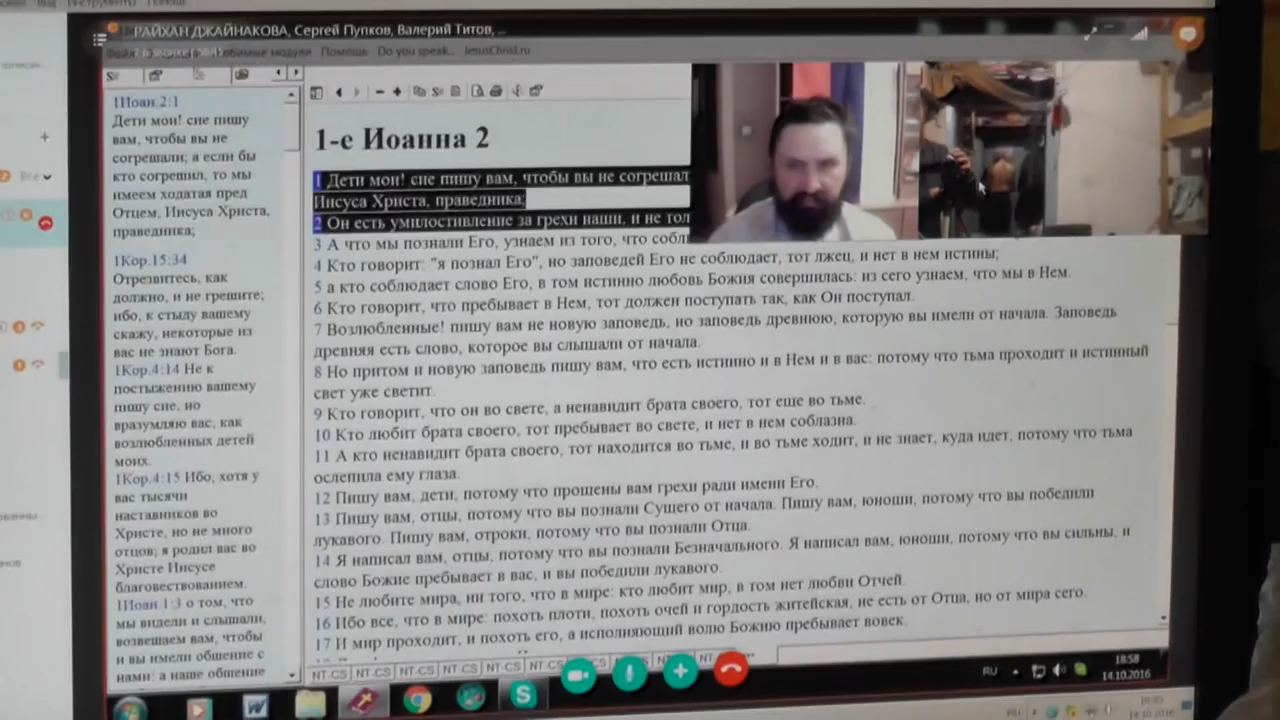 РАЙХАН ДЖАЙНАКОВА, Сергей Пупков, Валерий Титов, ...
Помощь Do you speak... JesusChrist.ru
1Иоан.2:1
Дети мои! сие пишу
вам, чтобы вы не
согрешали; а если бы
кто согрешил, то мы
имеем ходатая пред
Отцем, Иисуса Христа,
праведника;
1Кор.15:34
Отрезвитесь, как
должно, и не грешите;
ибо, к стыду вашему
скажу, некоторые из
вас не знают Бога.
1Кор.4:14 Не к
постыжению вашему
пишу сие, но
вразумляю вас, как
возлюбленных детей
моих.
1Кор.4:15 Ибо, хотя у
вас тысячи
наставников во
Христе, но не много
отцов; я родил вас во
Христе Иисусе
благовествованием.
1Иоан 1:3 о том, что
мы видели и слышали,
возвещаем вам, чтобы
и вы имели общение с
нами: а наше общение
1-е Иоанна 2
1 Дети мои! сие пишу вам, чтобы вы не согрешал
Иисуса Христа, праведника;
2 Он есть умилостивление за грехи наши, и не тол
3 А что мы познали Его, узнаем из того, что собл
4 Кто говорит: "я познал Его", но заповедей Его не соблюдает, тот лжец, и нет в нем истины;
5 а кто соблюдает слово Его, в том истинно любовь Божия совершилась: из сего узнаем, что мы в Нем.
6 Кто говорит, что пребывает в Нем, тот должен поступать так, как Он поступал.
7 Возлюбленные! пишу вам не новую заповедь, но заповедь древнюю, которую вы имели от начала. Заповедь
древняя есть слово, которое вы слышали от начала.
8 Но притом и новую заповедь пишу вам, что есть истинно и в Нем и в вас: потому что тьма проходит и истинный
свет уже светит.
9 Кто говорит, что он во свете, а ненавидит брата своего, тот еще во тьме.
10 Кто любит брата своего, тот пребывает во свете, и нет в нем соблазна.
11 А кто ненавидит брата своего, тот находится во тьме, и во тьме ходит, и не знает, куда идет, потому что тьма
ослепила ему глаза.
12 Пишу вам, дети, потому что прощены вам грехи ради имени Его.
13 Пишу вам, отцы, потому что вы познали Сущего от начала. Пишу вам, юноши, потому что вы победили
лукавого. Пишу вам, отроки, потому что вы познали Отца.
14 Я написал вам, отцы, потому что вы познали Безначального. Я написал вам, юноши, потому что вы сильны, и
слово Божие пребывает в вас, и вы победили лукавого.
15 Не любите мира, ни того, что в мире: кто любит мир, в том нет любви Отчей.
16 Ибо все, что в мире: похоть плоти, похоть очей и гордость житейская, не есть от Отца, но от мира сего.
17 И мир проходит, и похоть его, а исполняющий волю Божию пребывает вовек.
NT-CS NT-CS NT-CS NT-CS NT-CS NT-CS
RU
18:58
14.10.2016